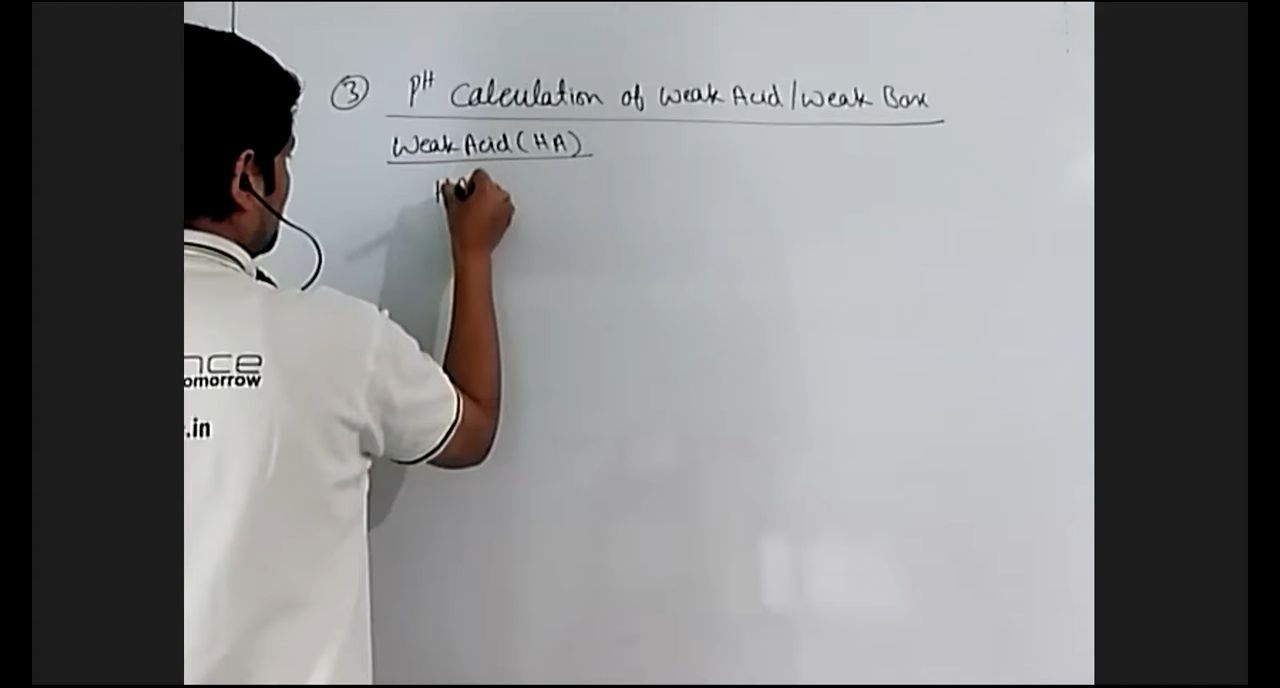 ③ pH Calculation of Weak Acid/Weak Base
Weak Acid (HA)
nce
omorrow
.in